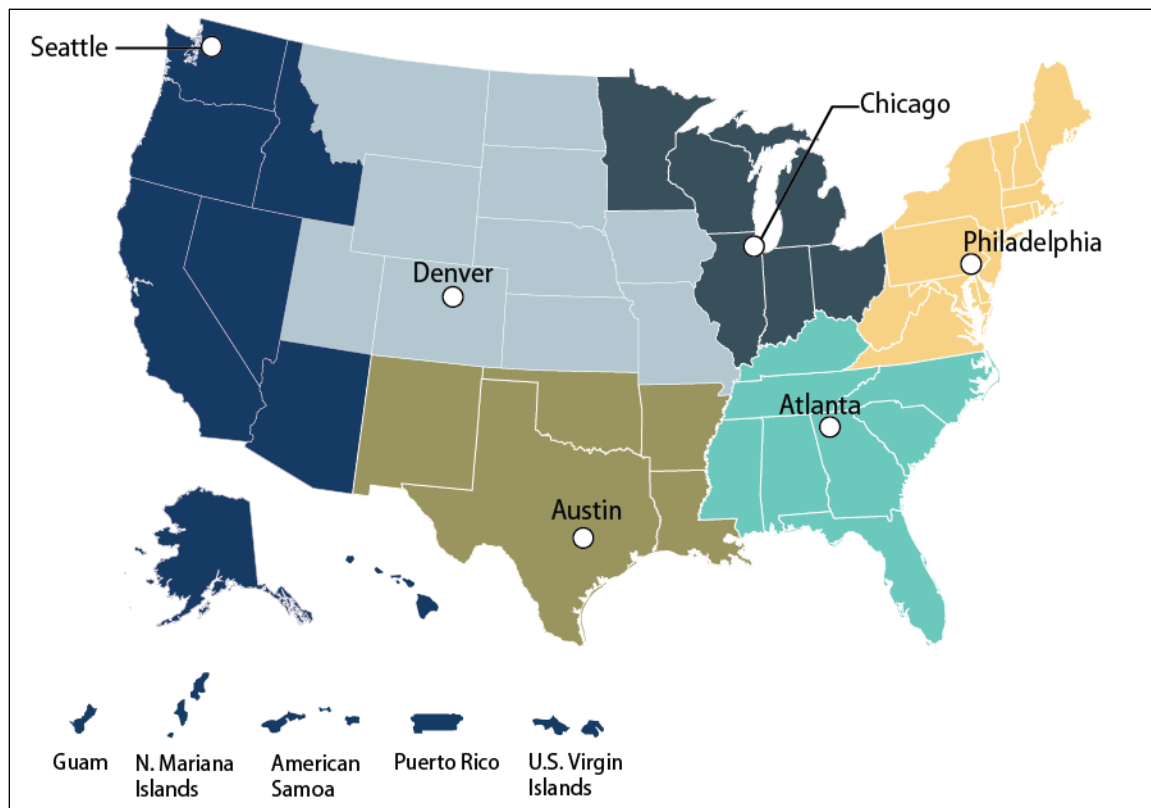 Seattle
Chicago
Philadelphia
Denver
Atlanta
Austin
Guam
N. Mariana
Islands
American
Samoa
Puerto Rico
U.S. Virgin
Islands